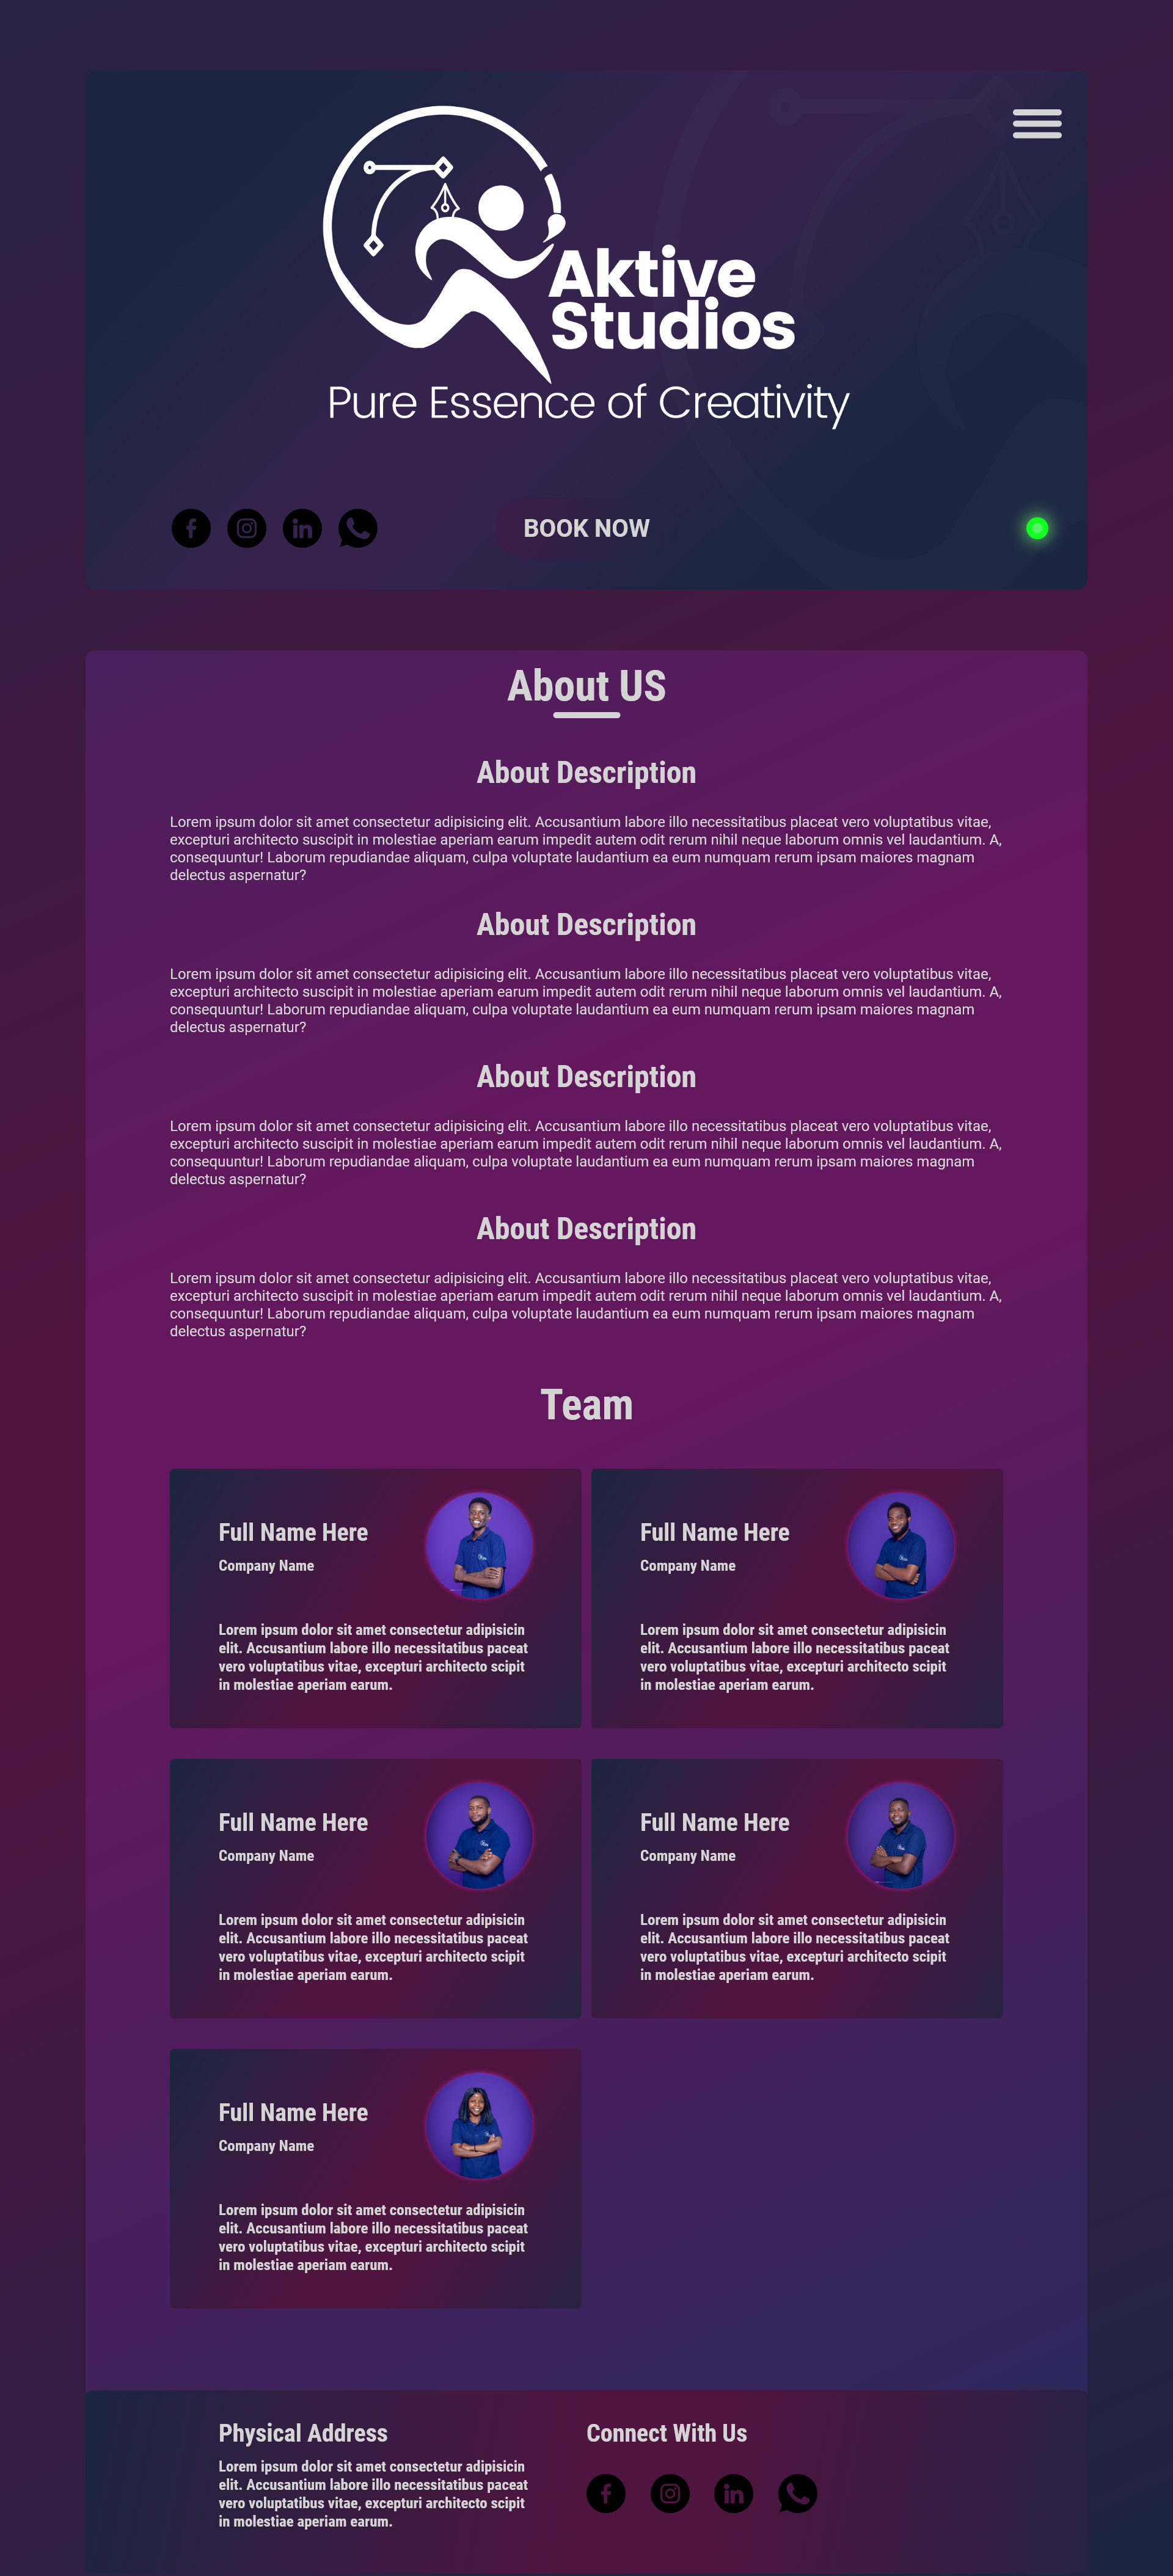 Aktive
Studios
Pure Essence of Creativity
BOOK NOW
About US
About Description
Lorem ipsum dolor sit amet consectetur adipisicing elit. Accusantium labore illo necessitatibus placeat vero voluptatibus vitae,
excepturi architecto suscipit in molestiae aperiam earum impedit autem odit rerum nihil neque laborum omnis vel laudantium. A,
consequuntur! Laborum repudiandae aliquam, culpa voluptate laudantium ea eum numquam rerum ipsam maiores magnam
delectus aspernatur?
About Description
Lorem ipsum dolor sit amet consectetur adipisicing elit. Accusantium labore illo necessitatibus placeat vero voluptatibus vitae,
excepturi architecto suscipit in molestiae aperiam earum impedit autem odit rerum nihil neque laborum omnis vel laudantium. A,
consequuntur! Laborum repudiandae aliquam, culpa voluptate laudantium ea eum numquam rerum ipsam maiores magnam
delectus aspernatur?
About Description
Lorem ipsum dolor sit amet consectetur adipisicing elit. Accusantium labore illo necessitatibus placeat vero voluptatibus vitae,
excepturi architecto suscipit in molestiae aperiam earum impedit autem odit rerum nihil neque laborum omnis vel laudantium. A,
consequuntur! Laborum repudiandae aliquam, culpa voluptate laudantium ea eum numquam rerum ipsam maiores magnam
delectus aspernatur?
About Description
Lorem ipsum dolor sit amet consectetur adipisicing elit. Accusantium labore illo necessitatibus placeat vero voluptatibus vitae,
excepturi architecto suscipit in molestiae aperiam earum impedit autem odit rerum nihil neque laborum omnis vel laudantium. A,
consequuntur! Laborum repudiandae aliquam, culpa voluptate laudantium ea eum numquam rerum ipsam maiores magnam
delectus aspernatur?
Team
Full Name Here
Company Name
Lorem ipsum dolor sit amet consectetur adipisicin
elit. Accusantium labore illo necessitatibus paceat
vero voluptatibus vitae, excepturi architecto scipit
in molestiae aperiam earum.
Full Name Here
Company Name
Lorem ipsum dolor sit amet consectetur adipisicin
elit. Accusantium labore illo necessitatibus paceat
vero voluptatibus vitae, excepturi architecto scipit
in molestiae aperiam earum.
Full Name Here
Company Name
Lorem ipsum dolor sit amet consectetur adipisicin
elit. Accusantium labore illo necessitatibus paceat
vero voluptatibus vitae, excepturi architecto scipit
in molestiae aperiam earum.
Full Name Here
Company Name
Lorem ipsum dolor sit amet consectetur adipisicin
elit. Accusantium labore illo necessitatibus paceat
vero voluptatibus vitae, excepturi architecto scipit
in molestiae aperiam earum.
Full Name Here
Company Name
Lorem ipsum dolor sit amet consectetur adipisicin
elit. Accusantium labore illo necessitatibus paceat
vero voluptatibus vitae, excepturi architecto scipit
in molestiae aperiam earum.
Physical Address
Lorem ipsum dolor sit amet consectetur adipisicin
elit. Accusantium labore illo necessitatibus paceat
vero voluptatibus vitae, excepturi architecto scipit
in molestiae aperiam earum.
Connect With Us